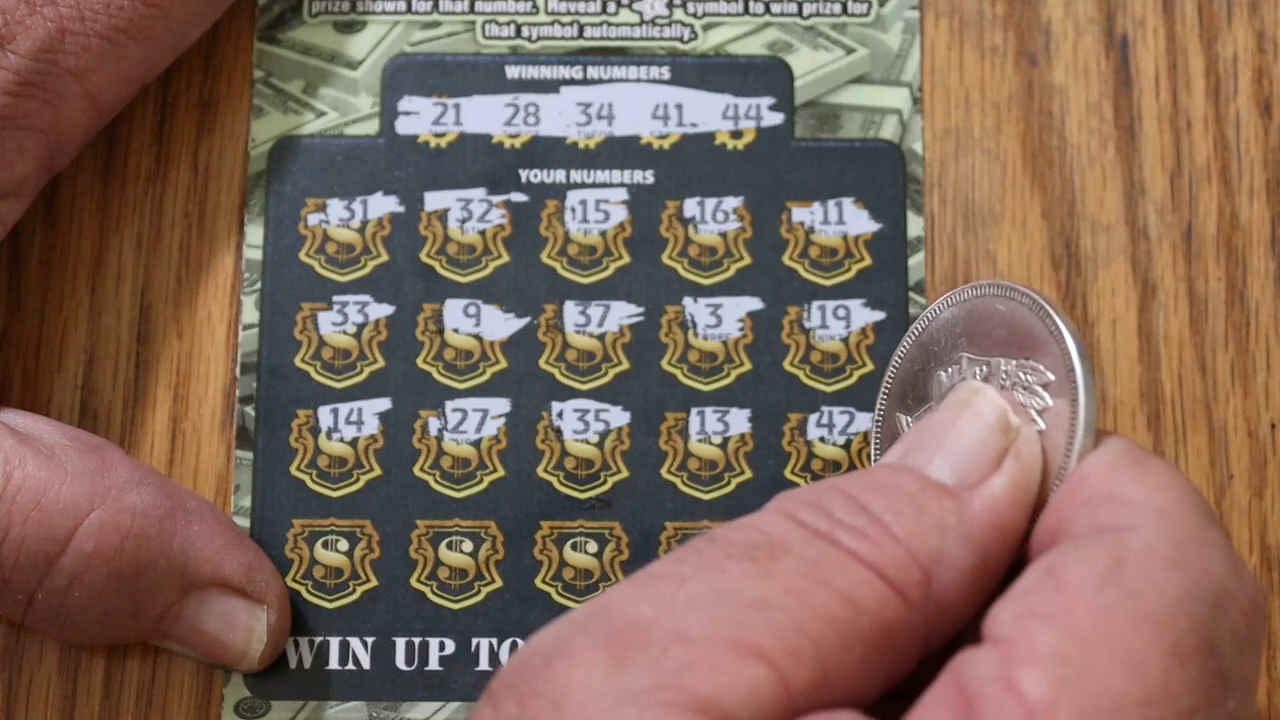 prize shown for that number. Reveal a " " symbol to win prize for
that symbol automatically.
WINNING NUMBERS
21 28 34 41 44
YOUR NUMBERS
31 32 15 16 11
33 9 37 3 19
14 27 35 13 42
WIN UP TO